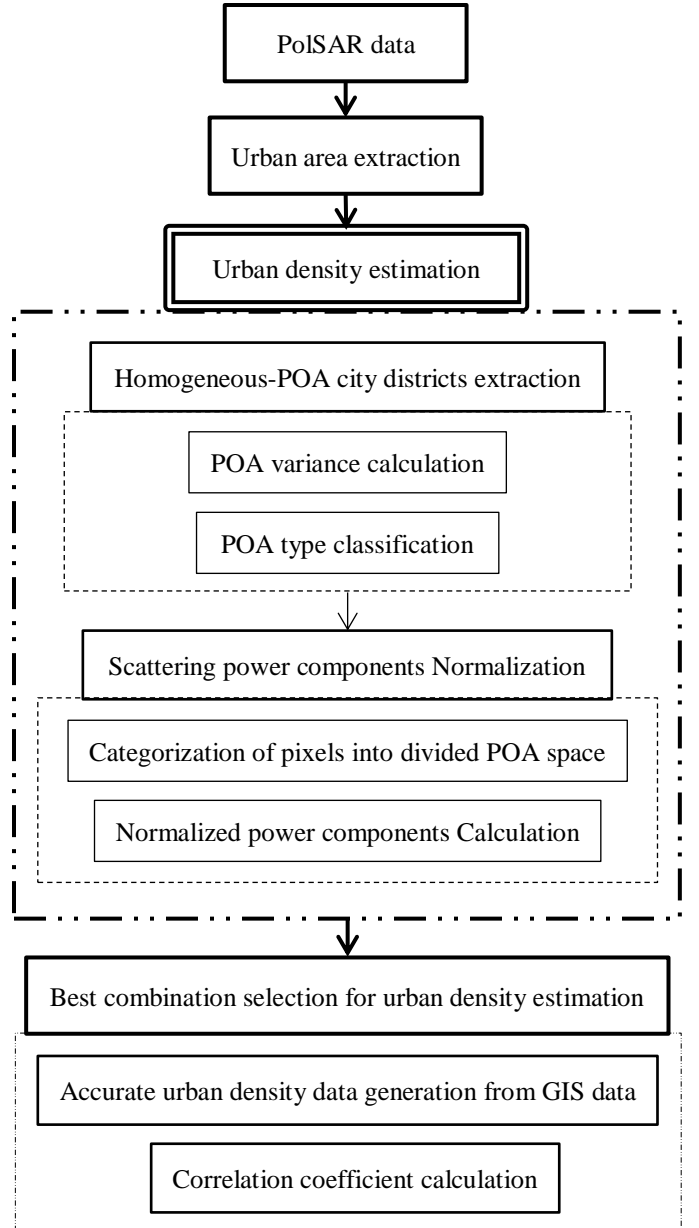 PolSAR data
Urban area extraction
Urban density estimation
Homogeneous-POA city districts extraction
POA variance calculation
POA type classification
Scattering power components Normalization
Categorization of pixels into divided POA space
Normalized power components Calculation
Best combination selection for urban density estimation
Accurate urban density data generation from GIS data
Correlation coefficient calculation